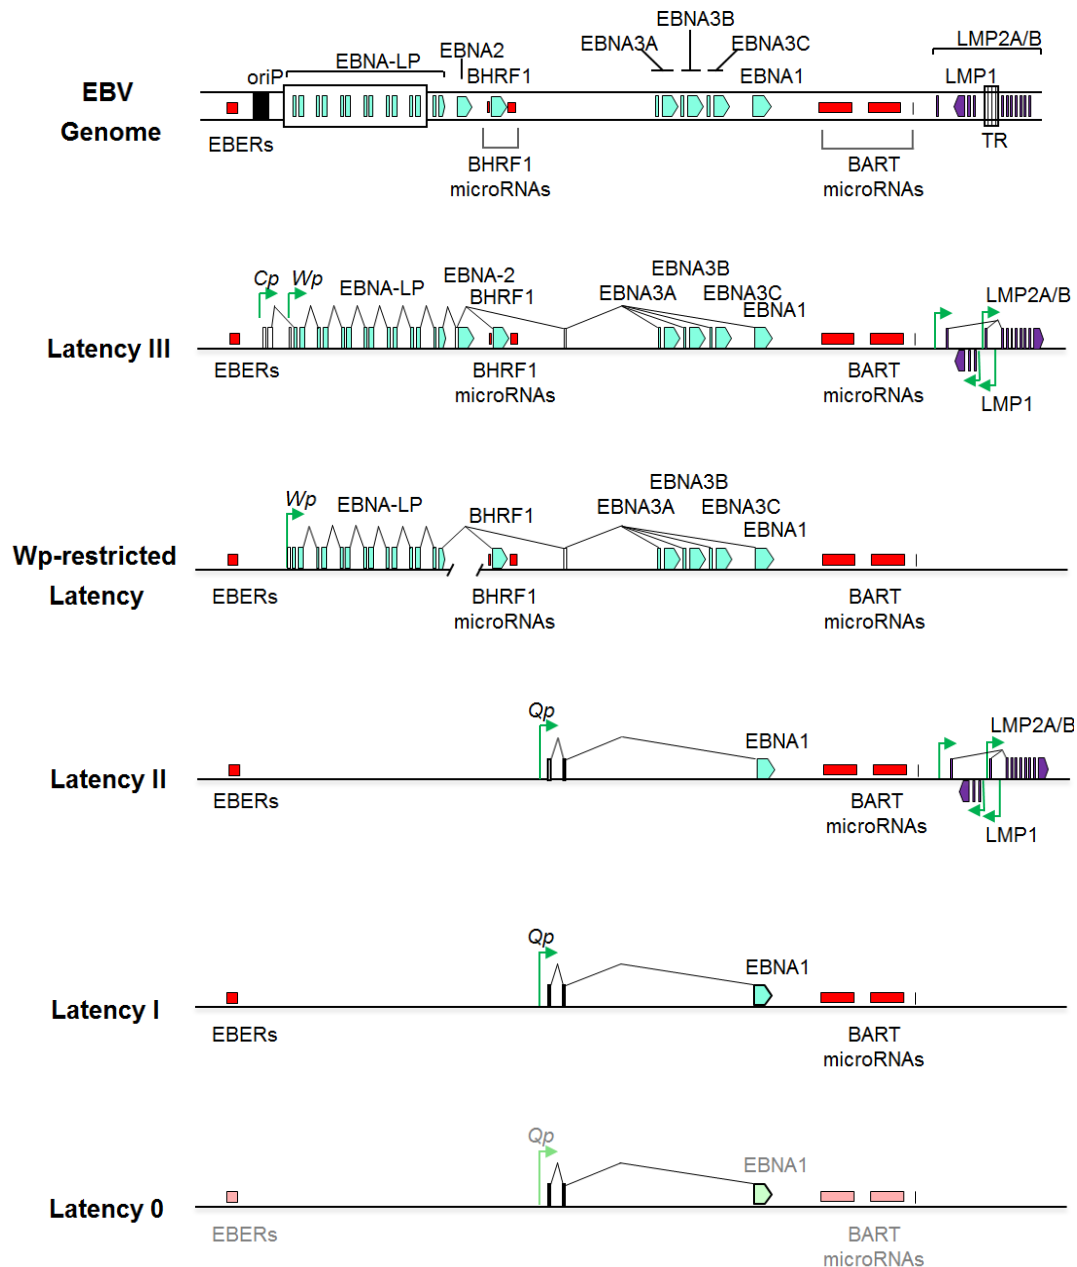 EBV
Genome
oriP
EBNA-LP
EBNA2
BHRF1
EBNA3A
EBNA3B
EBNA3C
EBNA1
LMP2A/B
LMP1
EBERs
BHRF1
microRNAs
BART
microRNAs
TR
Latency III
Cp
Wp
EBNA-LP
EBNA-2
BHRF1
EBNA3A
EBNA3B
EBNA3C
EBNA1
LMP2A/B
EBERs
BHRF1
microRNAs
BART
microRNAs
LMP1
Wp-restricted
Latency
Wp
EBNA-LP
BHRF1
EBNA3A
EBNA3B
EBNA3C
EBNA1
EBERs
BHRF1
microRNAs
BART
microRNAs
Latency II
Qp
EBNA1
LMP2A/B
EBERs
BART
microRNAs
LMP1
Latency I
Qp
EBNA1
EBERs
BART
microRNAs
Latency 0
Qp
EBNA1
EBERs
BART
microRNAs